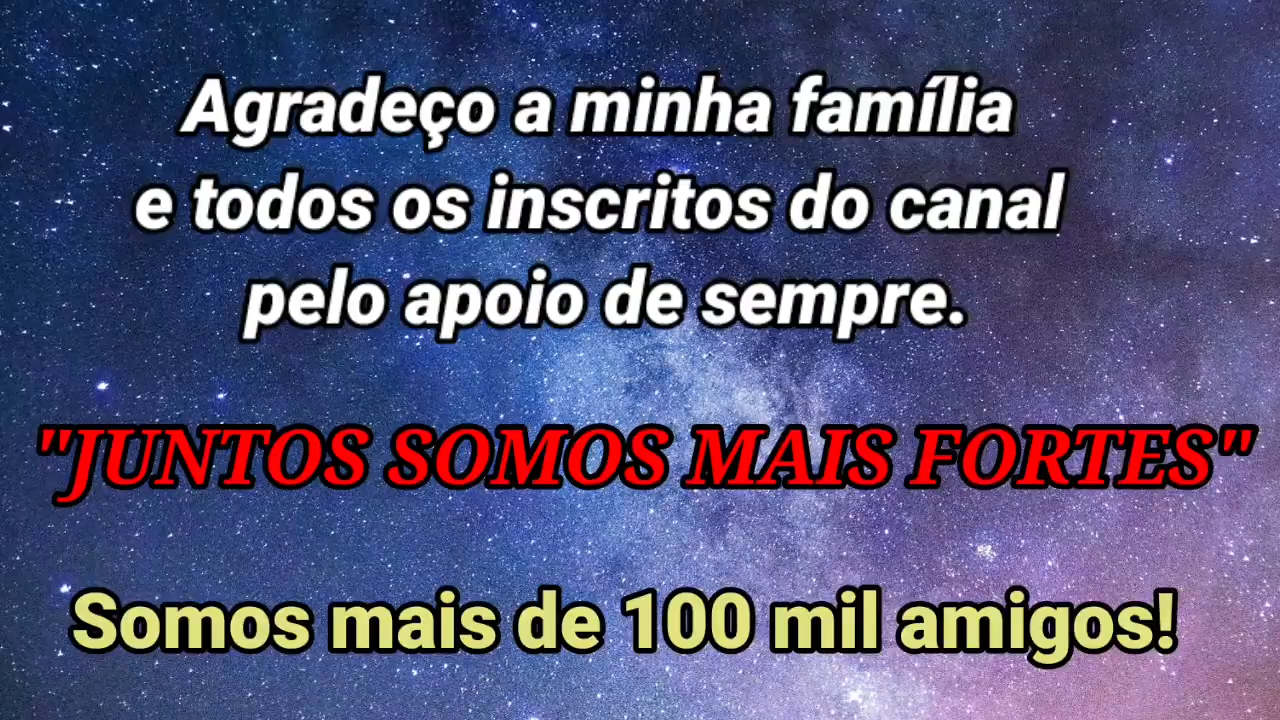 Agradeço a minha família
e todos os inscritos do canal
pelo apoio de sempre.
"JUNTOS SOMOS MAIS FORTES"
Somos mais de 100 mil amigos!